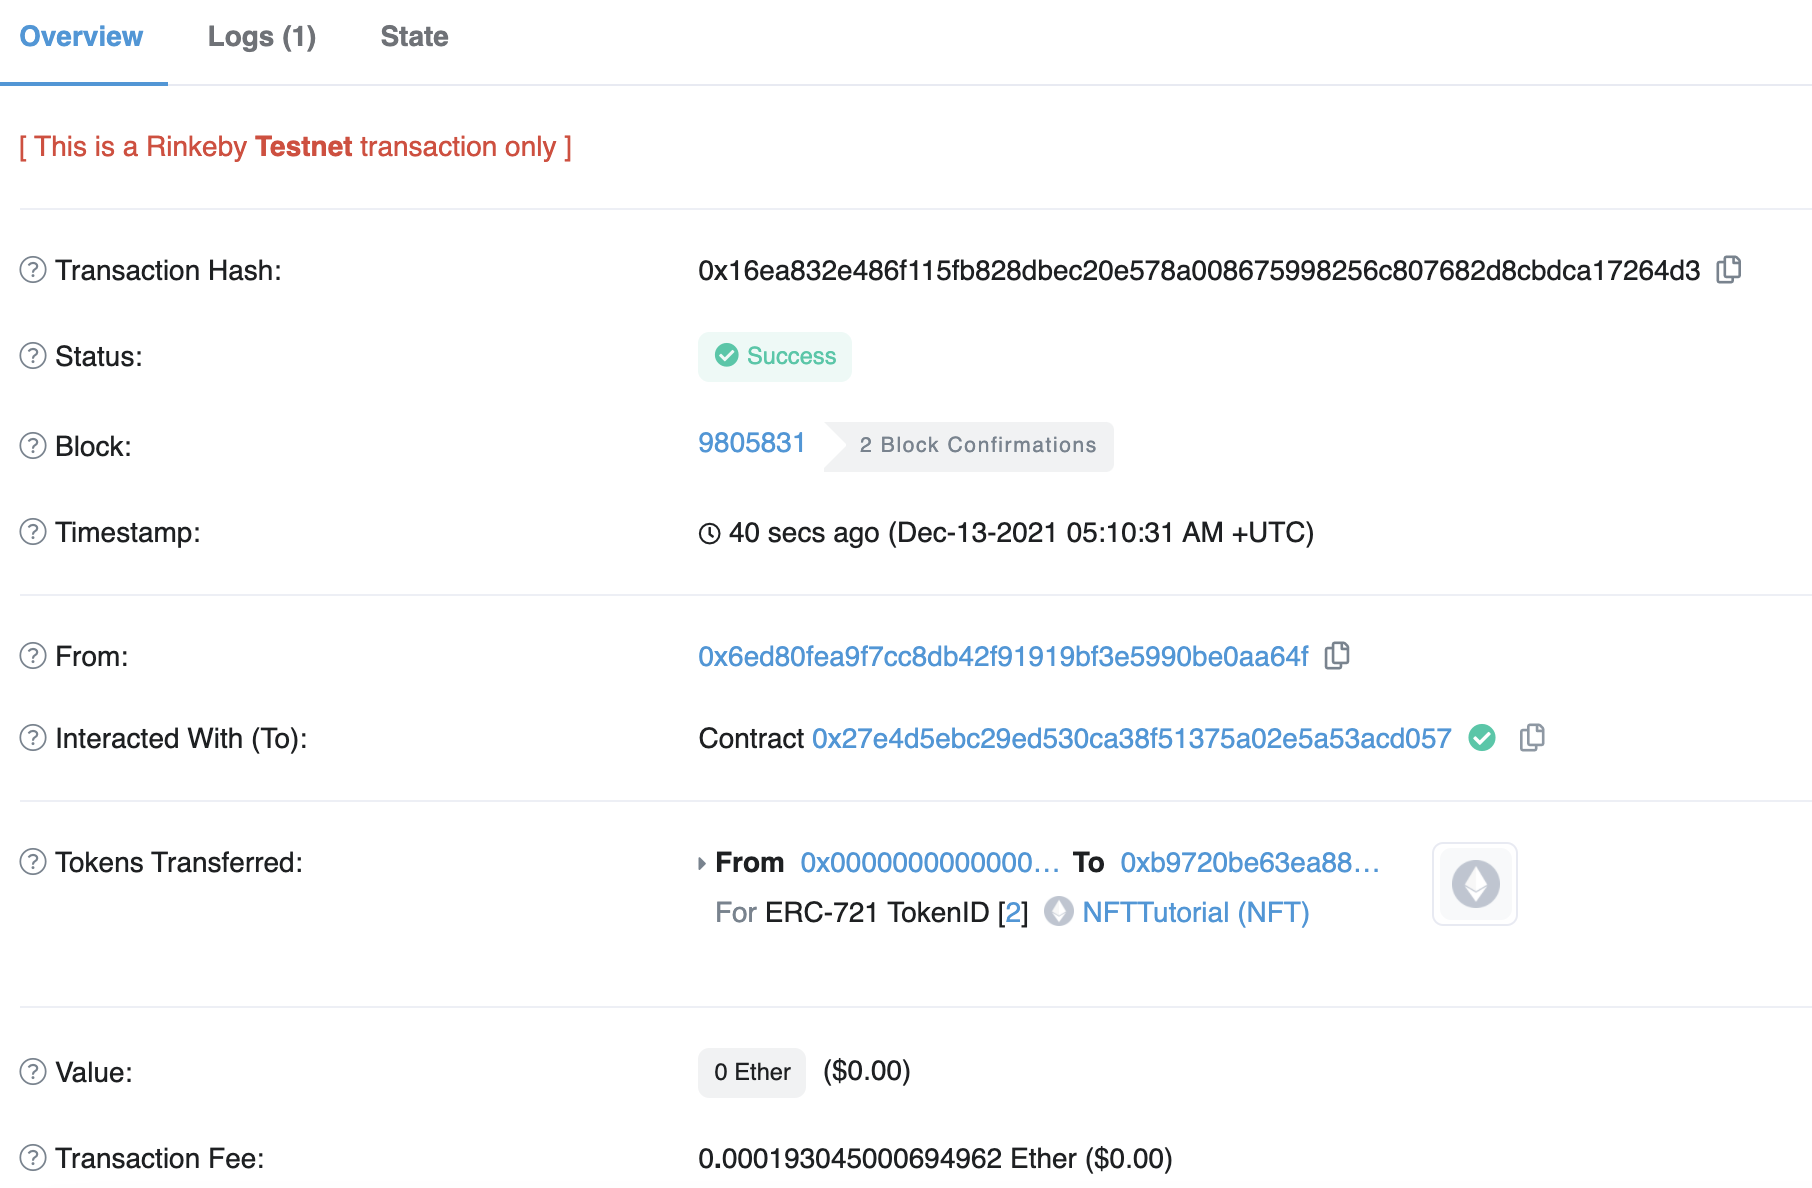 Overview Logs (1) State
[ This is a Rinkeby Testnet transaction only ]
Transaction Hash: 0x16ea832e486f115fb828dbec20e578a008675998256c807682d8cbdca17264d3
Status: Success
Block: 9805831 2 Block Confirmations
Timestamp: 40 secs ago (Dec-13-2021 05:10:31 AM +UTC)
From: 0x6ed80fea9f7cc8db42f91919bf3e5990be0aa64f
Interacted With (To): Contract 0x27e4d5ebc29ed530ca38f51375a02e5a53acd057
Tokens Transferred: From 0x0000000000000... To 0xb9720be63ea88...
For ERC-721 TokenID [2] NFTTutorial (NFT)
Value: 0 Ether ($0.00)
Transaction Fee: 0.000193045000694962 Ether ($0.00)